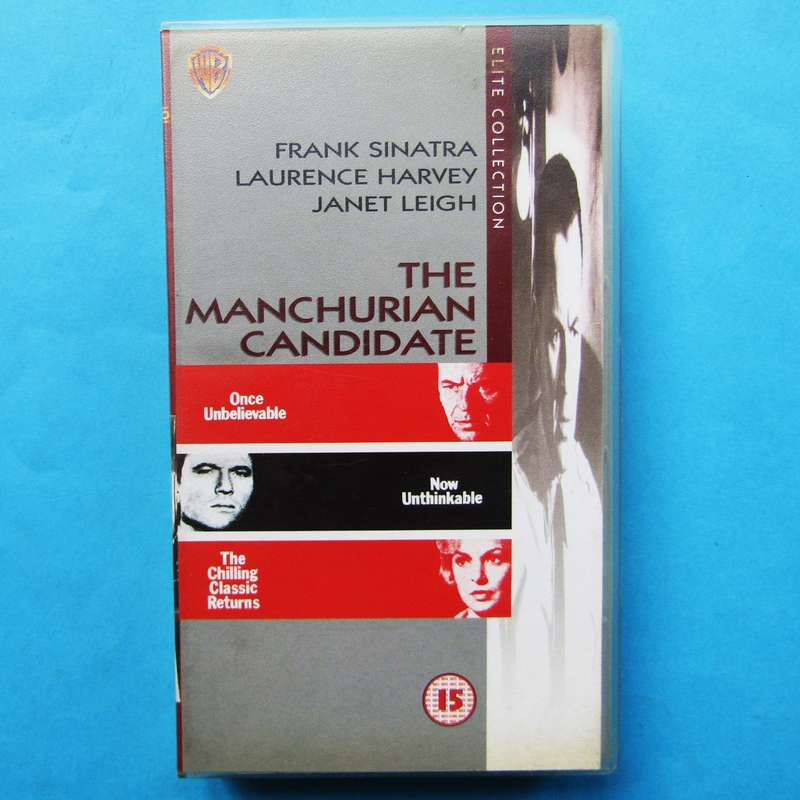 WB
ELITE COLLECTION
FRANK SINATRA
LAURENCE HARVEY
JANET LEIGH
THE
MANCHURIAN
CANDIDATE
Once
Unbelievable
Now
Unthinkable
The
Chilling
Classic
Returns
15